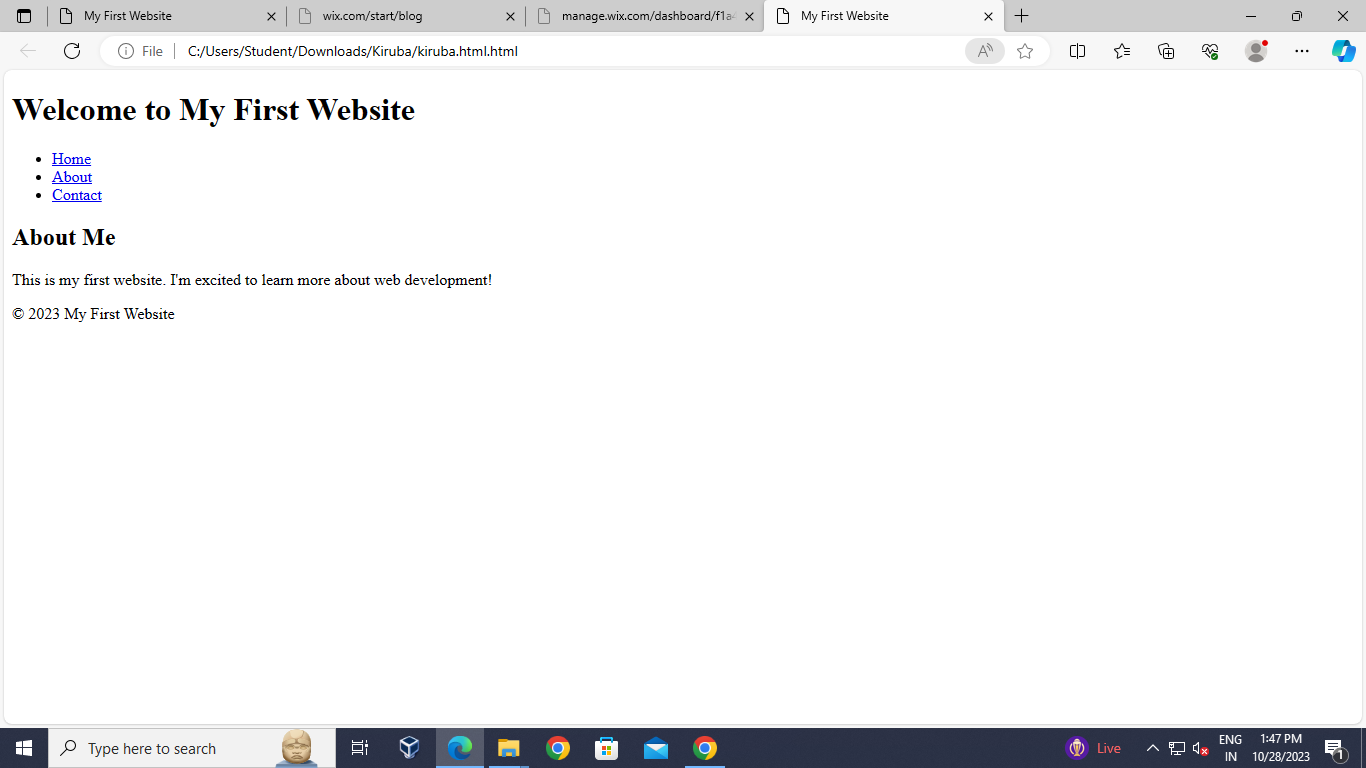 My First Website
wix.com/start/blog
manage.wix.com/dashboard/f1a
My First Website
File
C:/Users/Student/Downloads/Kiruba/kiruba.html.html
Welcome to My First Website
Home
About
Contact
About Me
This is my first website. I'm excited to learn more about web development!
© 2023 My First Website
Type here to search
Live
ENG
IN
1:47 PM
10/28/2023
1